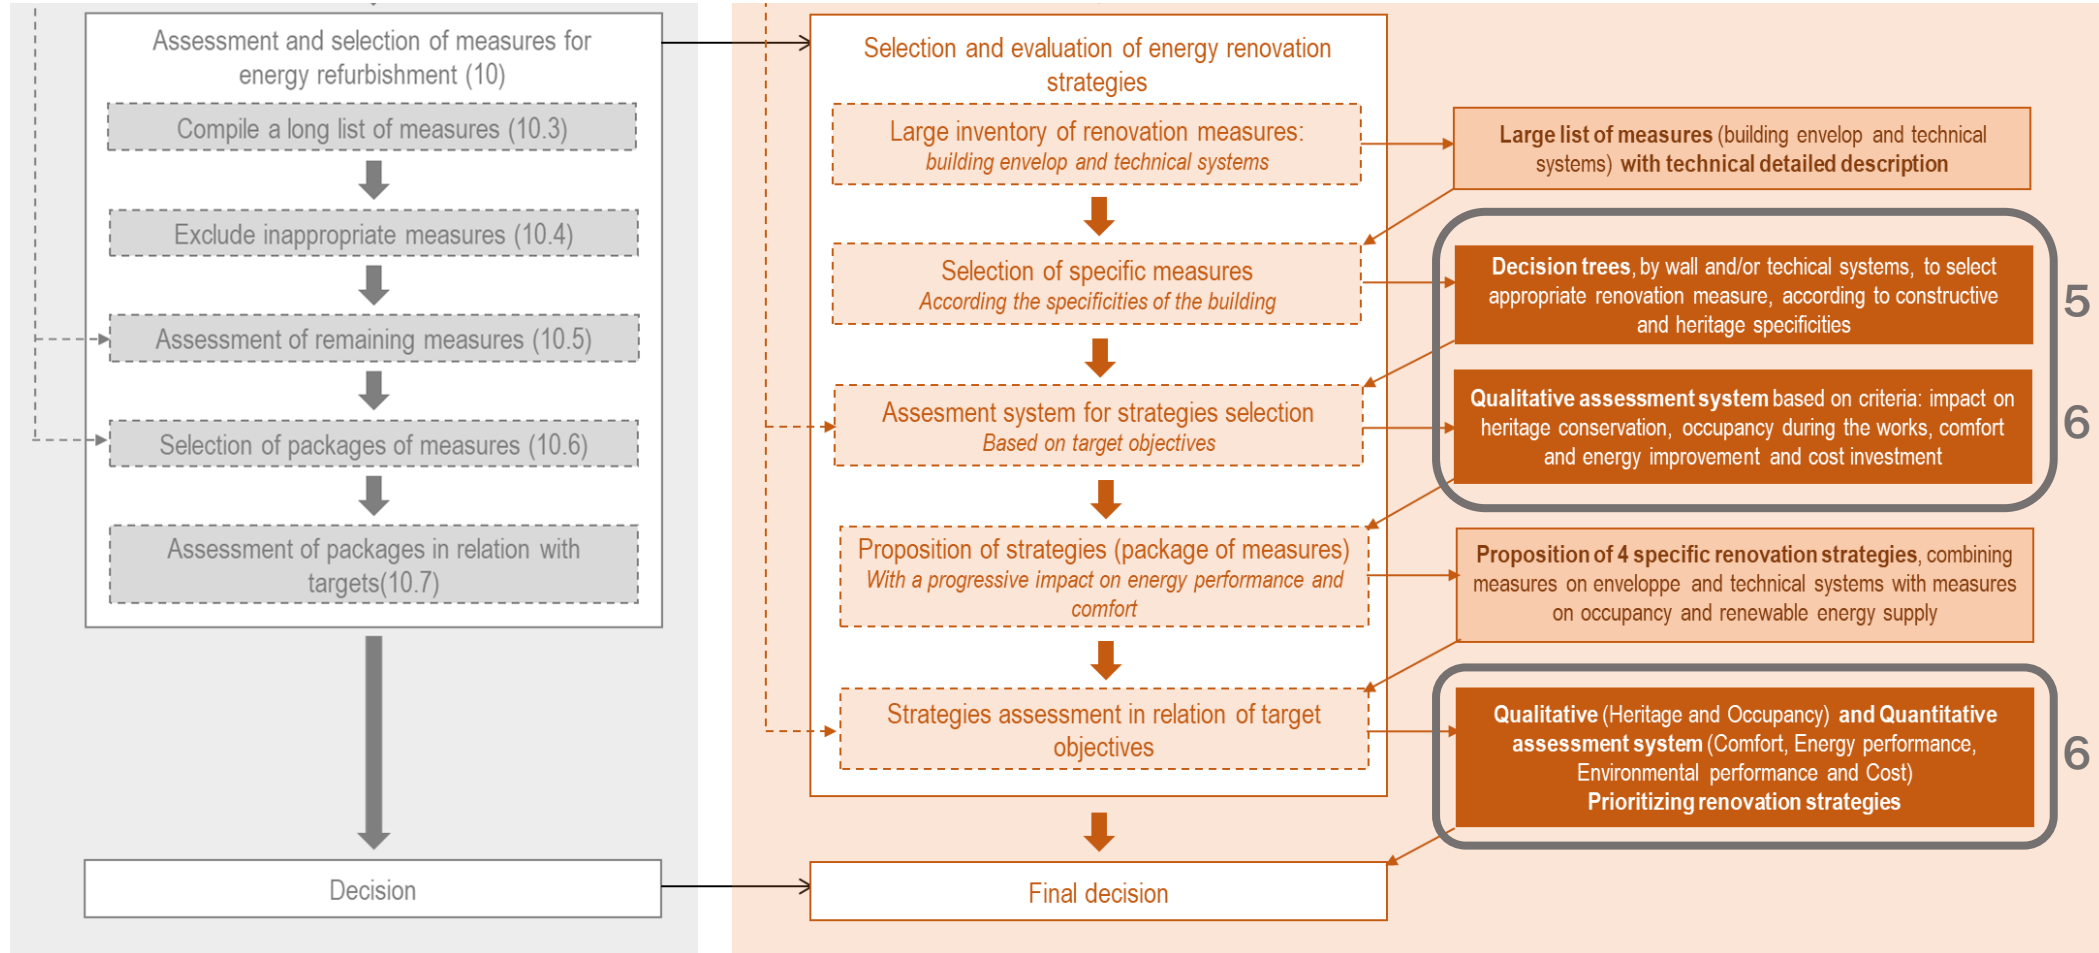 Assessment and selection of measures for
energy refurbishment (10)
Compile a long list of measures (10.3)
Exclude inappropriate measures (10.4)
Assessment of remaining measures (10.5)
Selection of packages of measures (10.6)
Assessment of packages in relation with
targets(10.7)
Decision
Selection and evaluation of energy renovation
strategies
Large inventory of renovation measures:
building envelop and technical systems
Selection of specific measures
According the specificities of the building
Assesment system for strategies selection
Based on target objectives
Proposition of strategies (package of measures)
With a progressive impact on energy performance and
comfort
Strategies assessment in relation of target
objectives
Final decision
Large list of measures (building envelop and technical
systems) with technical detailed description
Decision trees, by wall and/or techical systems, to select
appropriate renovation measure, according to constructive
and heritage specificities
5
Qualitative assessment system based on criteria: impact on
heritage conservation, occupancy during the works, comfort
and energy improvement and cost investment
6
Proposition of 4 specific renovation strategies, combining
measures on enveloppe and technical systems with measures
on occupancy and renewable energy supply
Qualitative (Heritage and Occupancy) and Quantitative
assessment system (Comfort, Energy performance,
Environmental performance and Cost)
Prioritizing renovation strategies
6